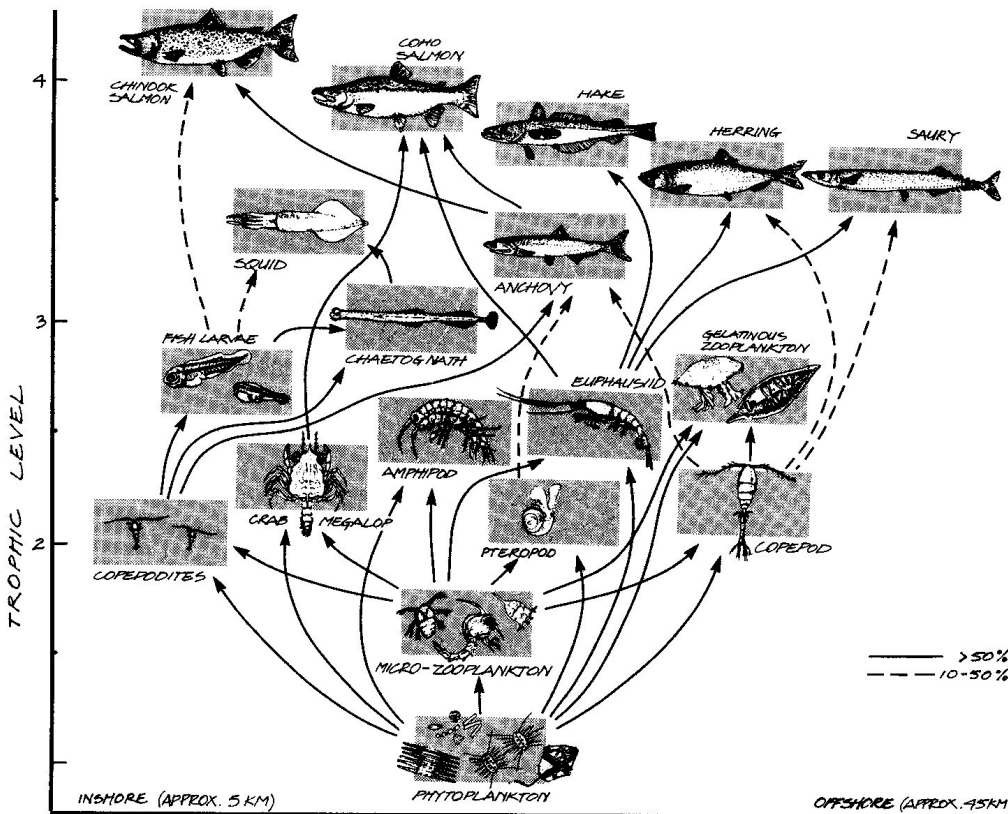 COHO
SALMON
4
CHINOOK
SALMON
HAKE
HERRING
SAURY
SQUID
ANCHOVY
3
FISH LARVAE
CHAETOGNATH
GELATINOUS
ZOOPLANKTON
EUPHAUSIID
AMPHIPOD
TROPHIC LEVEL
CRAB MEGALOP
PTEROPOD
COPEPOD
2
COPEPODITES
MICRO-ZOOPLANKTON
>50%
10-50%
PHYTOPLANKTON
INSHORE (APPROX. 5 KM)
OFFSHORE (APPROX. 45KM